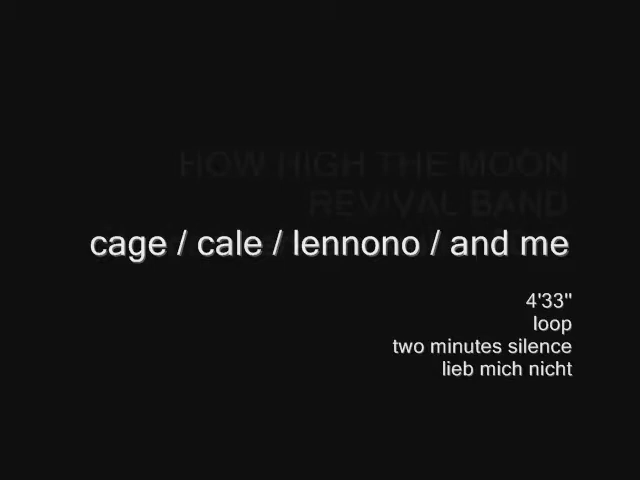 HOW HIGH THE MOON
REVIVAL BAND
cage / cale / lennono / and me
4'33"
loop
two minutes silence
lieb mich nicht